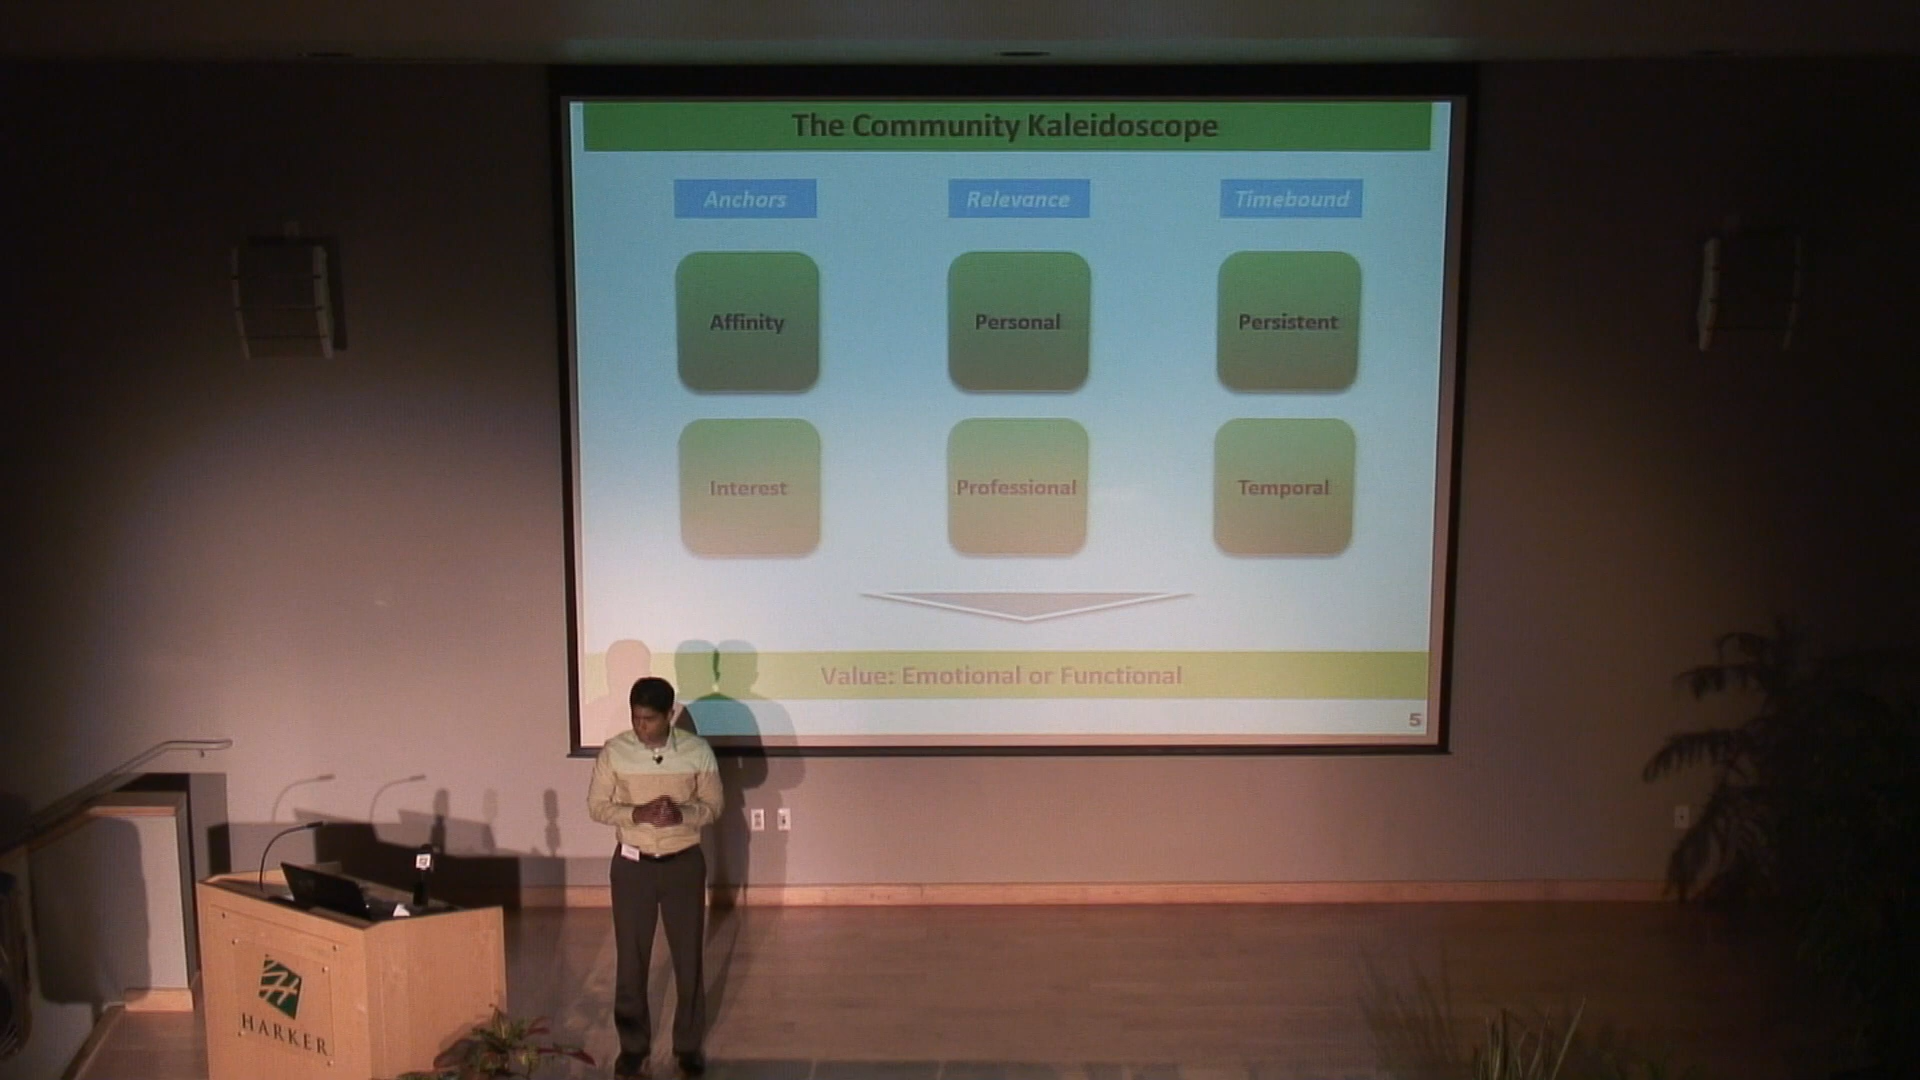 The Community Kaleidoscope
Anchors
Relevance
Timebound
Affinity
Personal
Persistent
Interest
Professional
Temporal
Value: Emotional or Functional
5
HARKER